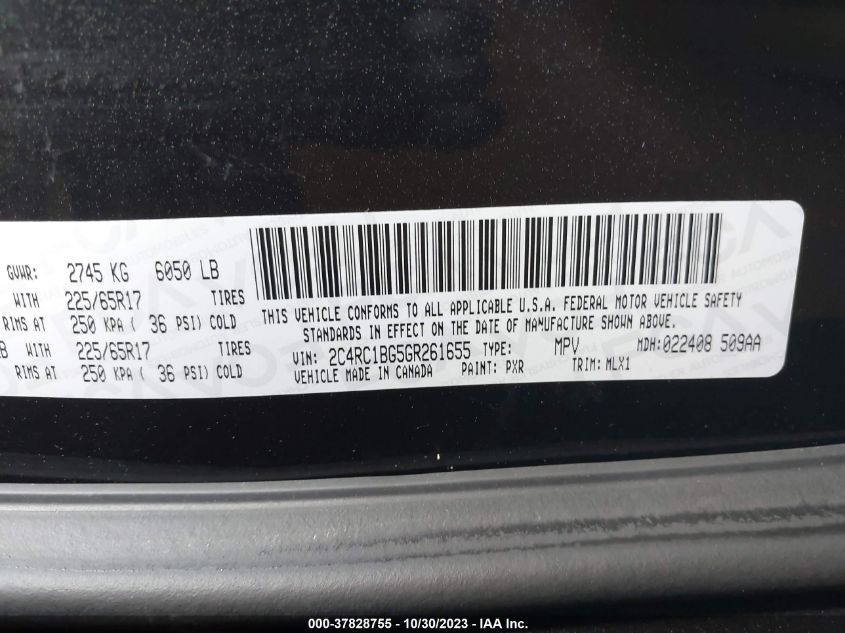 GVWR: 2745 KG 6050 LB
WITH 225/65R17 TIRES
RIMS AT 250 KPA ( 36 PSI) COLD
B WITH 225/65R17 TIRES
RIMS AT 250 KPA ( 36 PSI) COLD
THIS VEHICLE CONFORMS TO ALL APPLICABLE U.S.A. FEDERAL MOTOR VEHICLE SAFETY
STANDARDS IN EFFECT ON THE DATE OF MANUFACTURE SHOWN ABOVE.
VIN: 2C4RC1BG5GR261655 TYPE: MPV MDH:022408 509AA
VEHICLE MADE IN CANADA PAINT: PXR TRIM: MLX1
000-37828755 | 10/30/2023 | © IAA Inc.